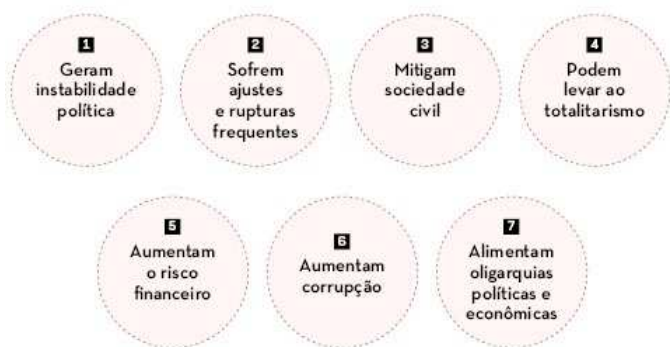 1
Geram
instabilidade
política
2
Sofrem
ajustes
e rupturas
frequentes
3
Mitigam
sociedade
civil
4
Podem
levar ao
totalitarismo
5
Aumentam
o risco
financeiro
6
Aumentam
corrupção
7
Alimentam
oligarquias
políticas e
econômicas